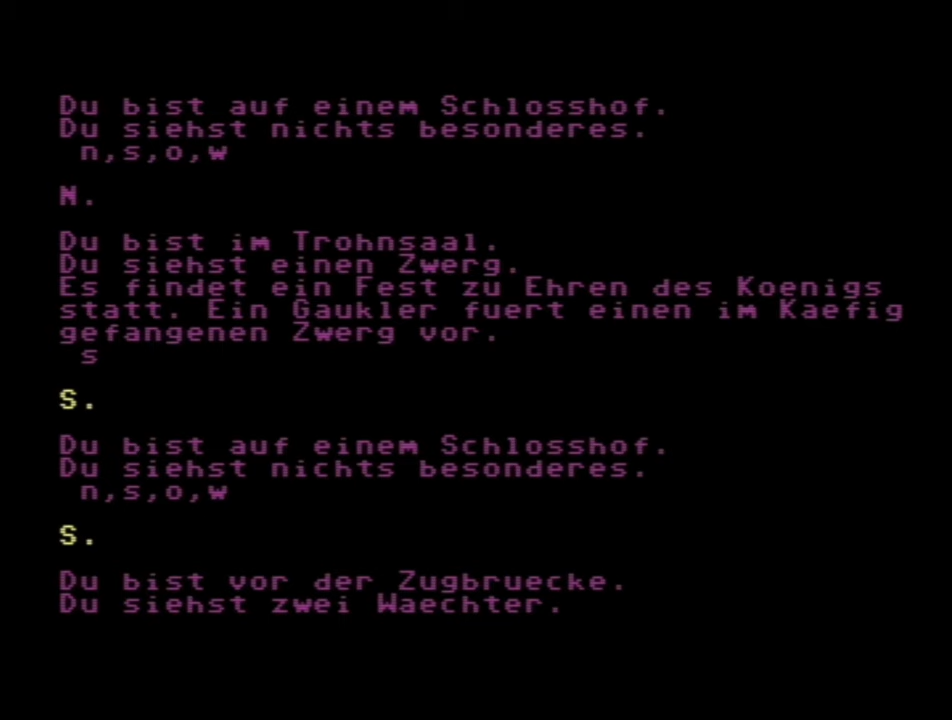 Du bist auf einem Schlosshof.
Du siehst nichts besonderes.
n,s,o,w
N.
Du bist im Trohnsaal.
Du siehst einen Zwerg.
Es findet ein Fest zu Ehren des Koenigs
statt. Ein Gaukler fuert einen im Kaefig
gefangenen Zwerg vor.
s
S.
Du bist auf einem Schlosshof.
Du siehst nichts besonderes.
n,s,o,w
S.
Du bist vor der Zugbruecke.
Du siehst zwei Waechter.